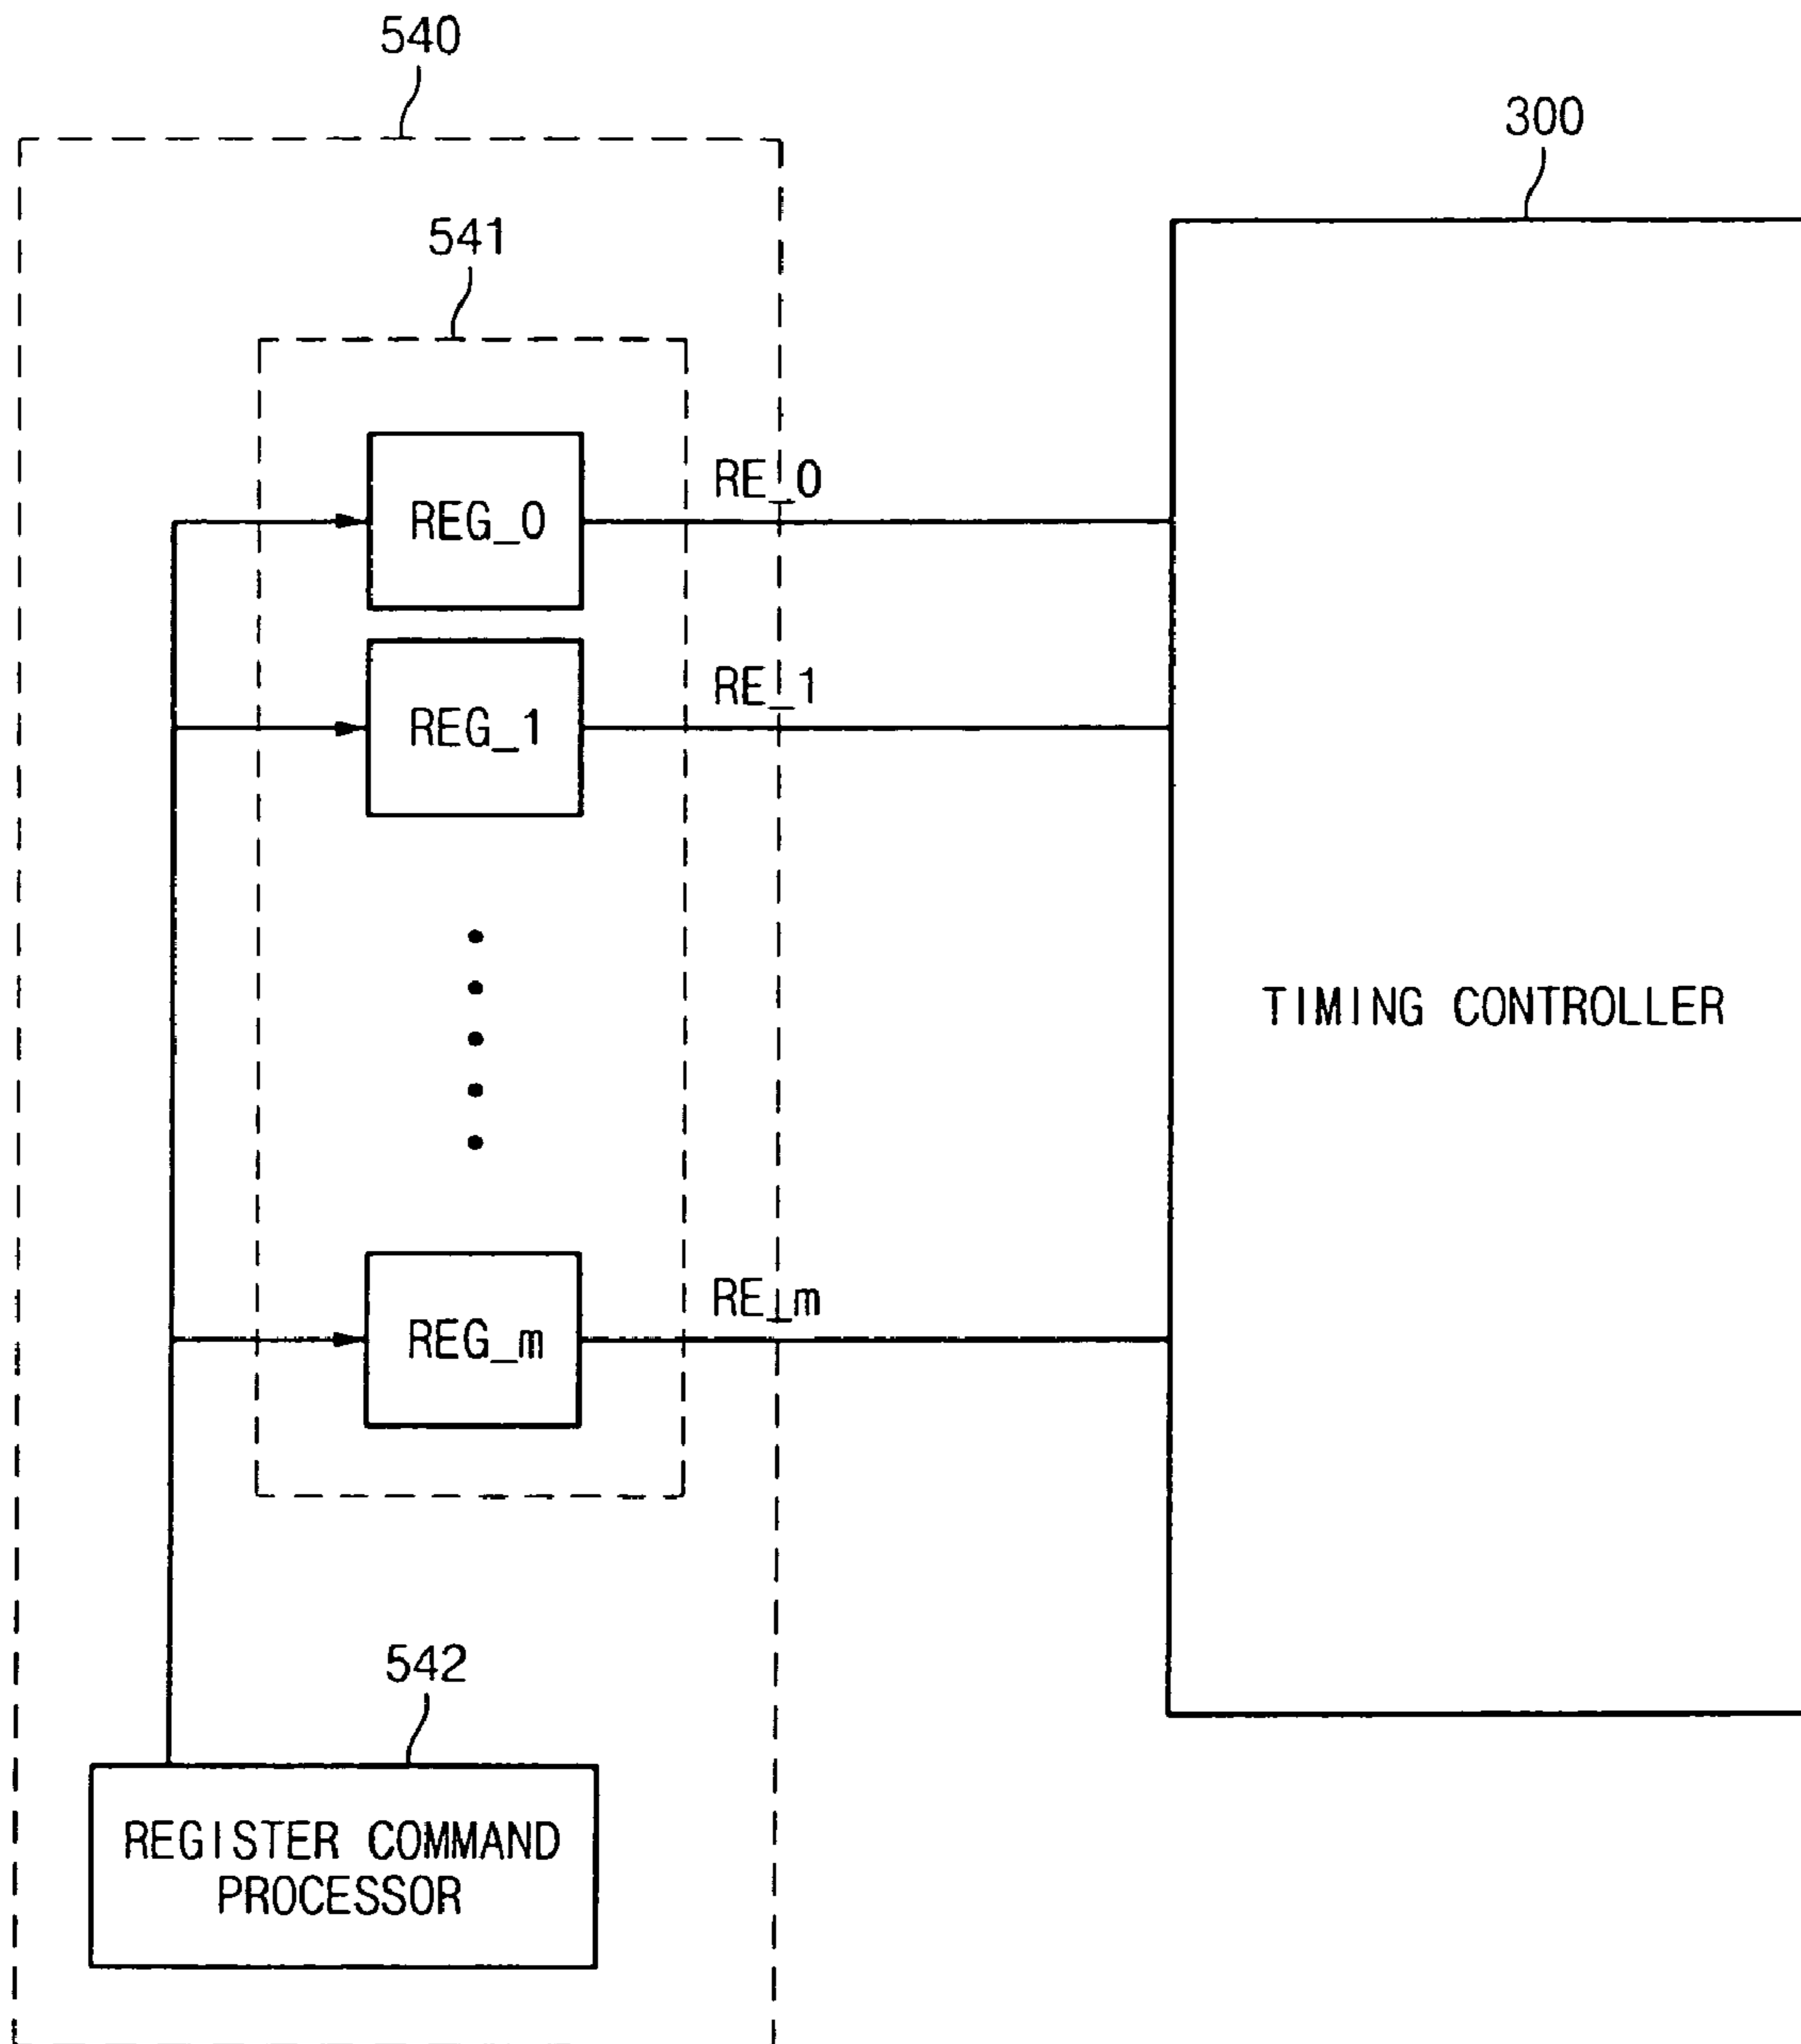 540
300
541
RE_0
REG_0
RE_1
REG_1
TIMING CONTROLLER
RE_m
REG_m
542
REGISTER COMMAND
PROCESSOR